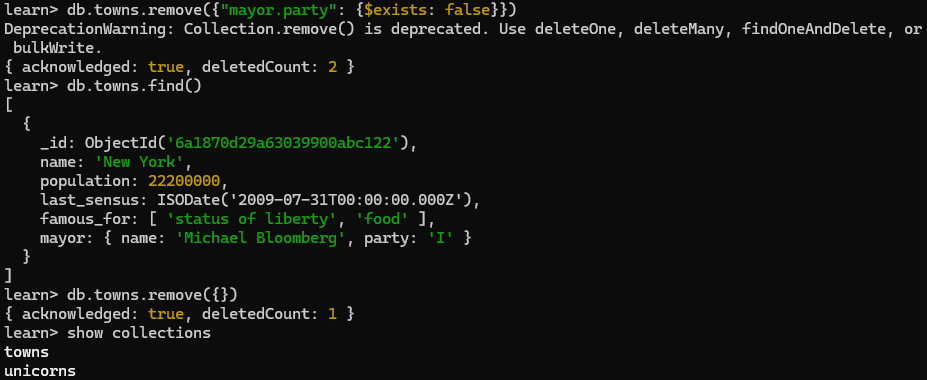 learn> db.towns.remove({"mayor.party": {$exists: false}})
DeprecationWarning: Collection.remove() is deprecated. Use deleteOne, deleteMany, findOneAndDelete, or
 bulkWrite.
{ acknowledged: true, deletedCount: 2 }
learn> db.towns.find()
[
  {
    _id: ObjectId('6a1870d29a63039900abc122'),
    name: 'New York',
    population: 22200000,
    last_sensus: ISODate('2009-07-31T00:00:00.000Z'),
    famous_for: [ 'status of liberty', 'food' ],
    mayor: { name: 'Michael Bloomberg', party: 'I' }
  }
]
learn> db.towns.remove({})
{ acknowledged: true, deletedCount: 1 }
learn> show collections
towns
unicorns